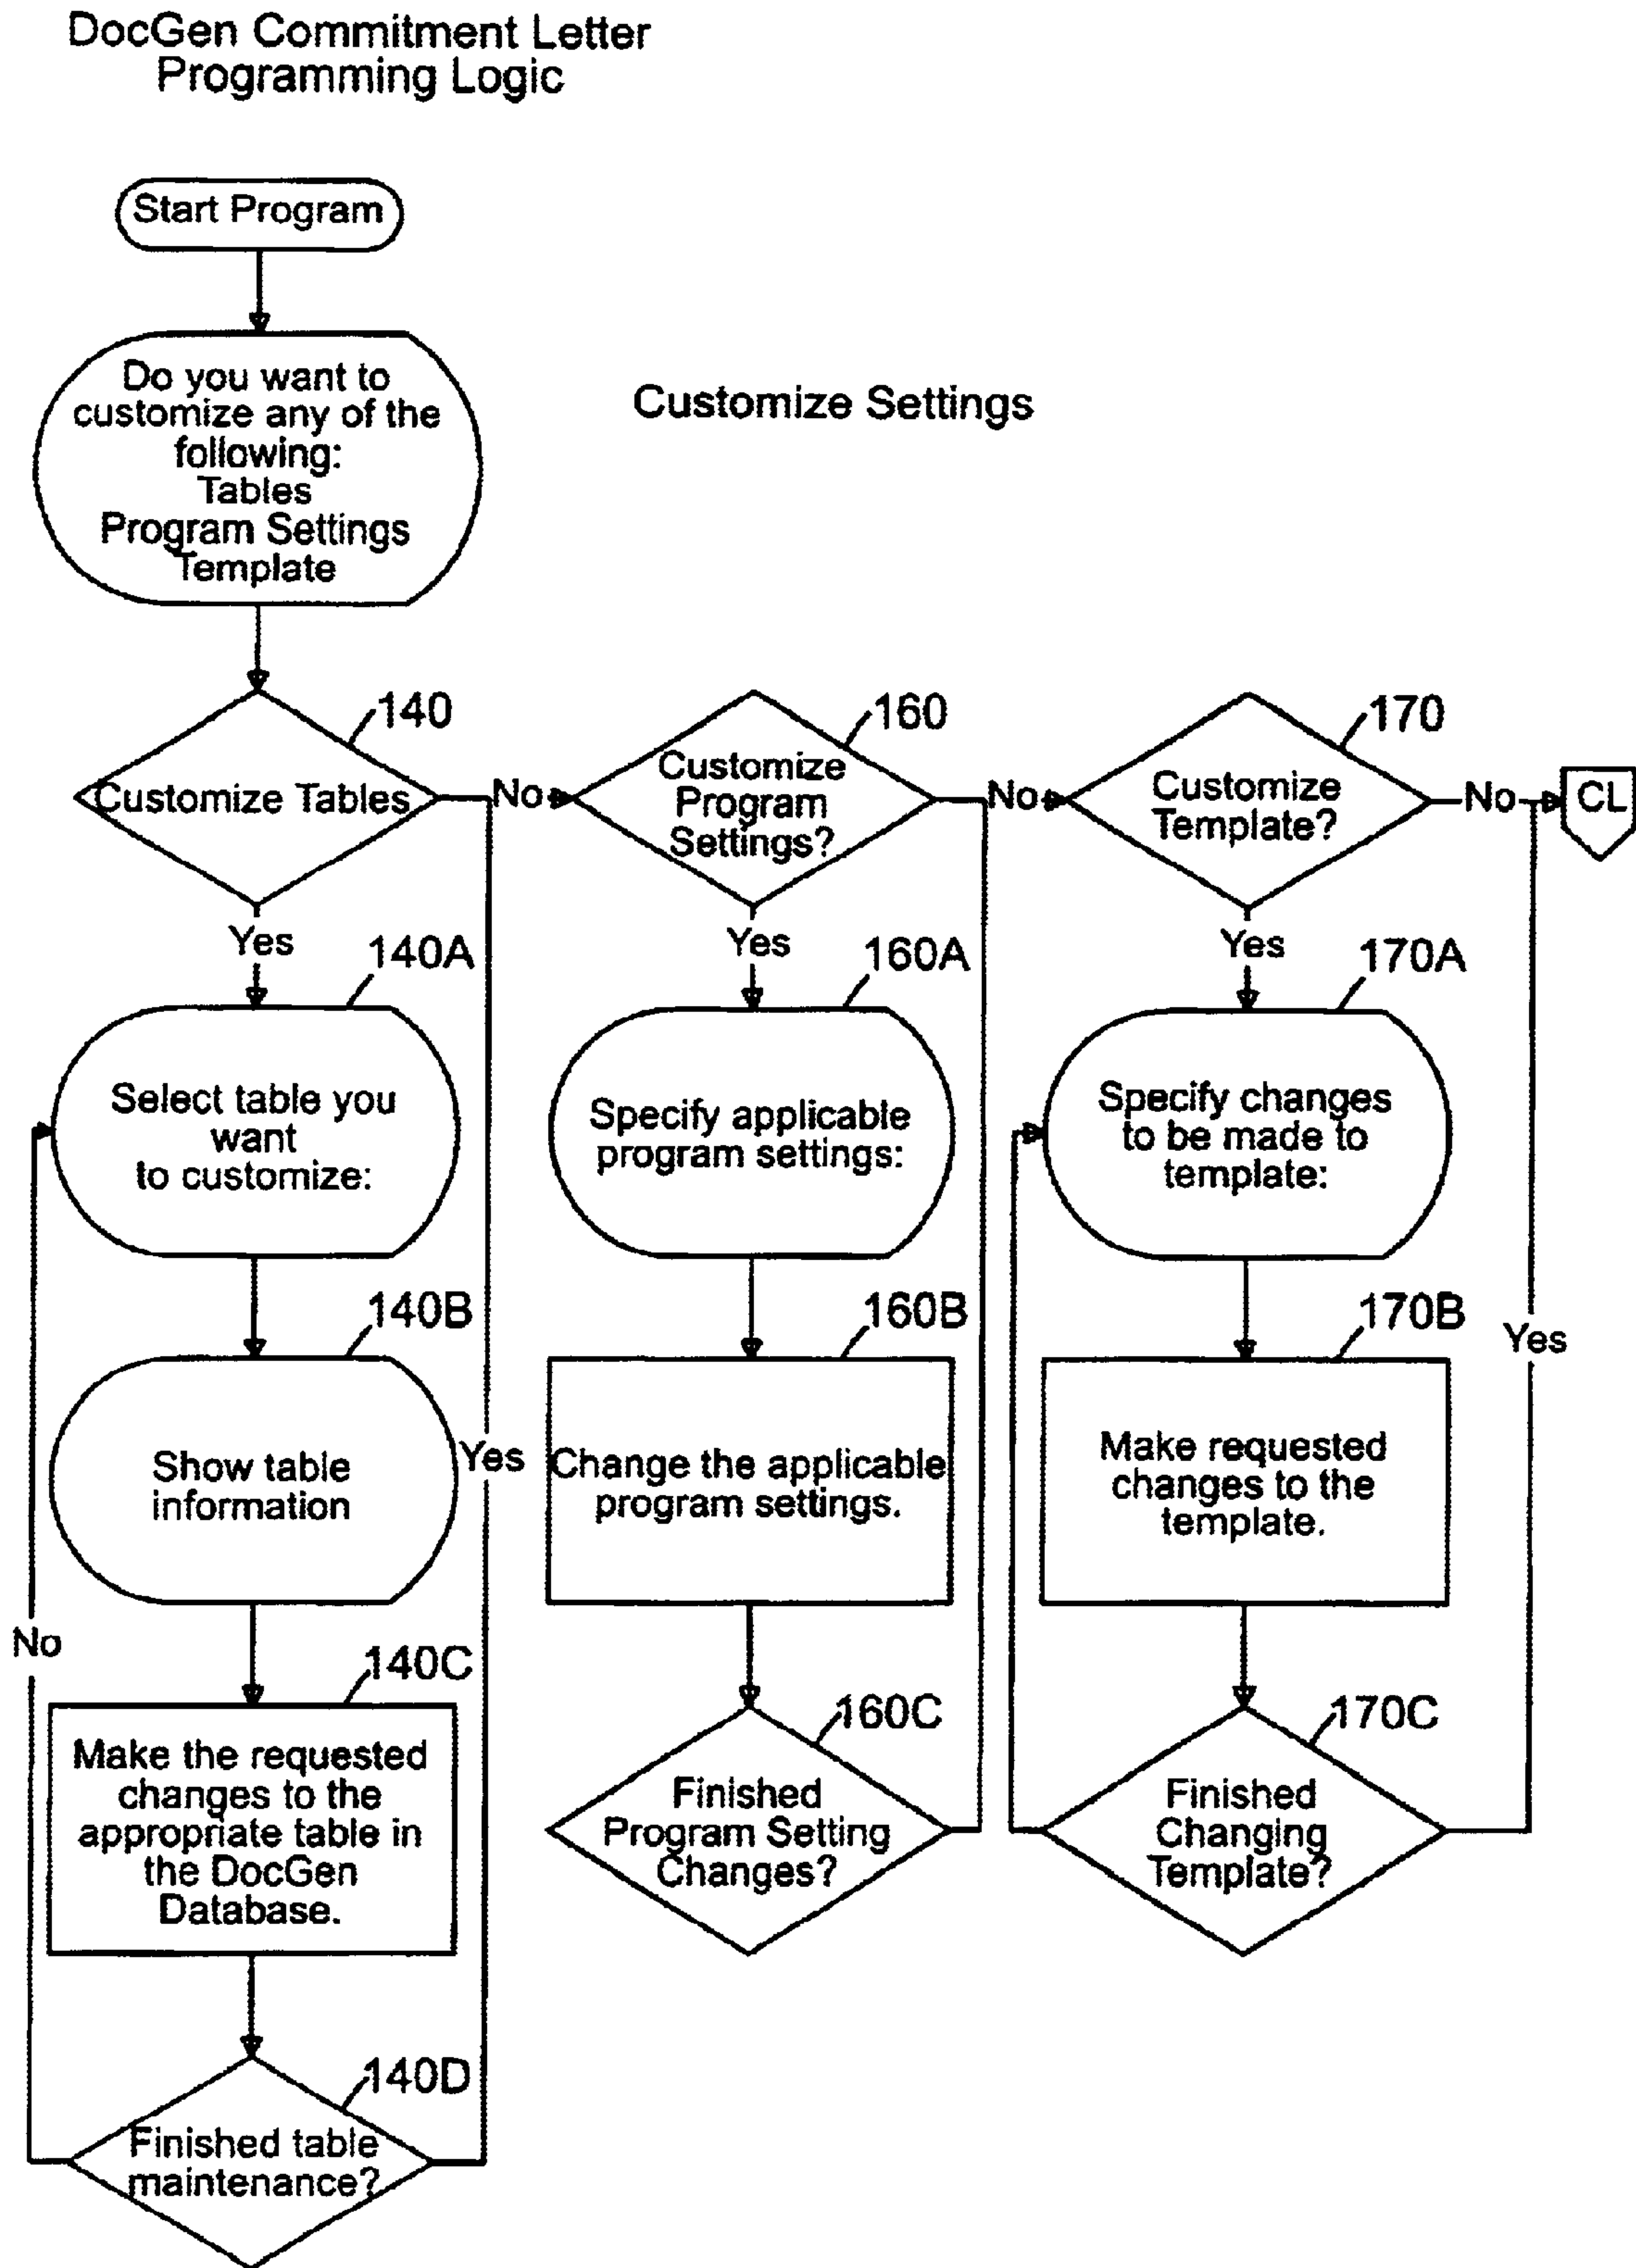 DocGen Commitment Letter
Programming Logic
Start Program
Do you want to
customize any of the
following:
Tables
Program Settings
Template
Customize Settings
140
Customize Tables
No
160
Customize
Program
Settings?
No
170
Customize
Template?
No
CL
Yes
140A
Select table you
want
to customize:
140B
Show table
information
Yes
No
140C
Make the requested
changes to the
appropriate table in
the DocGen
Database.
140D
Finished table
maintenance?
Yes
160A
Specify applicable
program settings:
160B
Change the applicable
program settings.
160C
Finished
Program Setting
Changes?
Yes
170A
Specify changes
to be made to
template:
170B
Make requested
changes to the
template.
Yes
170C
Finished
Changing
Template?